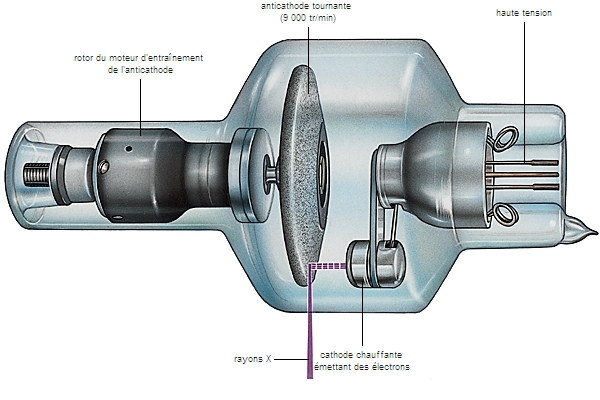 anticathode tournante
(9 000 tr/min)
haute tension
rotor du moteur d'entraînement
de l'anticathode
rayons X
cathode chauffante
émettant des électrons